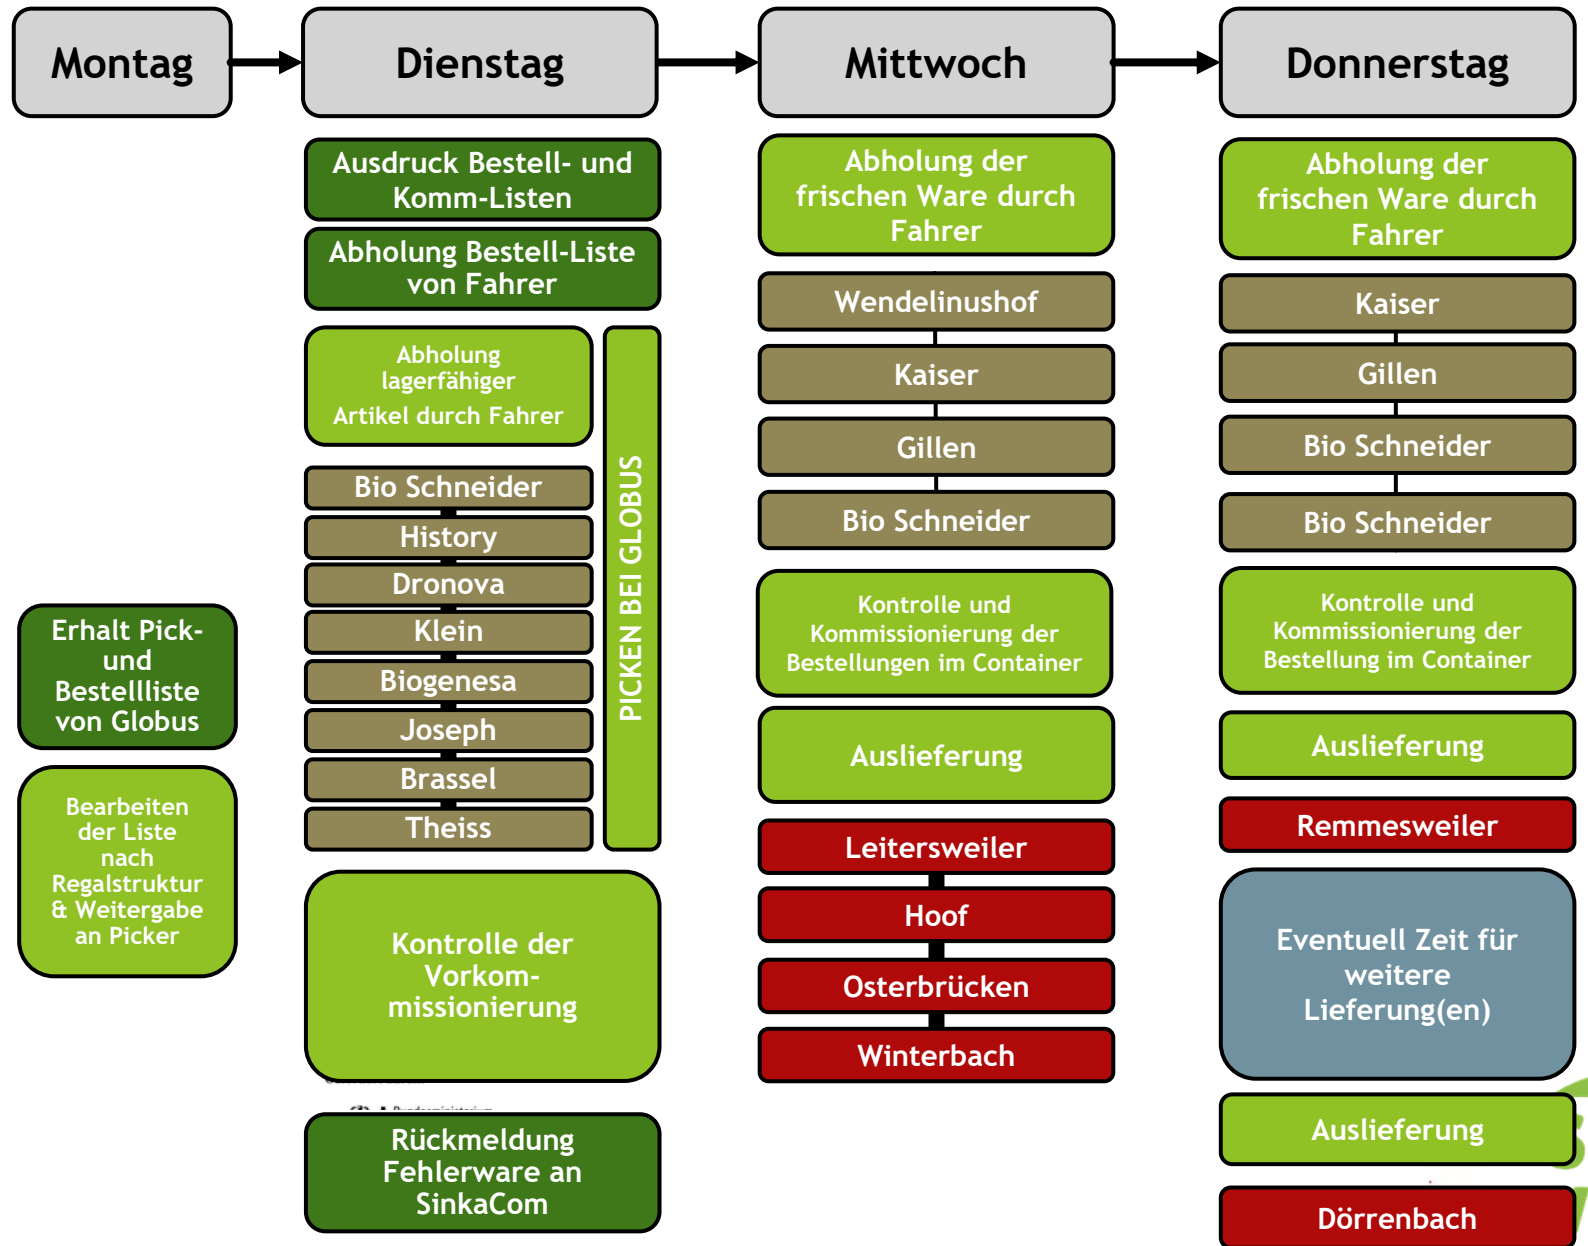 Montag
Dienstag
Mittwoch
Donnerstag
Erhalt Pick-
und
Bestellliste
von Globus
Bearbeiten
der Liste
nach
Regalstruktur
& Weitergabe
an Picker
Ausdruck Bestell- und
Komm-Listen
Abholung Bestell-Liste
von Fahrer
Abholung
lagerfähiger
Artikel durch Fahrer
PICKEN BEI GLOBUS
Bio Schneider
History
Dronova
Klein
Biogenesa
Joseph
Brassel
Theiss
Kontrolle der
Vorkom-
missionierung
Rückmeldung
Fehlerware an
SinkaCom
Abholung der
frischen Ware durch
Fahrer
Wendelinushof
Kaiser
Gillen
Bio Schneider
Kontrolle und
Kommissionierung der
Bestellungen im Container
Auslieferung
Leitersweiler
Hoof
Osterbrücken
Winterbach
Abholung der
frischen Ware durch
Fahrer
Kaiser
Gillen
Bio Schneider
Bio Schneider
Kontrolle und
Kommissionierung der
Bestellung im Container
Auslieferung
Remmesweiler
Eventuell Zeit für
weitere
Lieferung(en)
Auslieferung
Dörrenbach